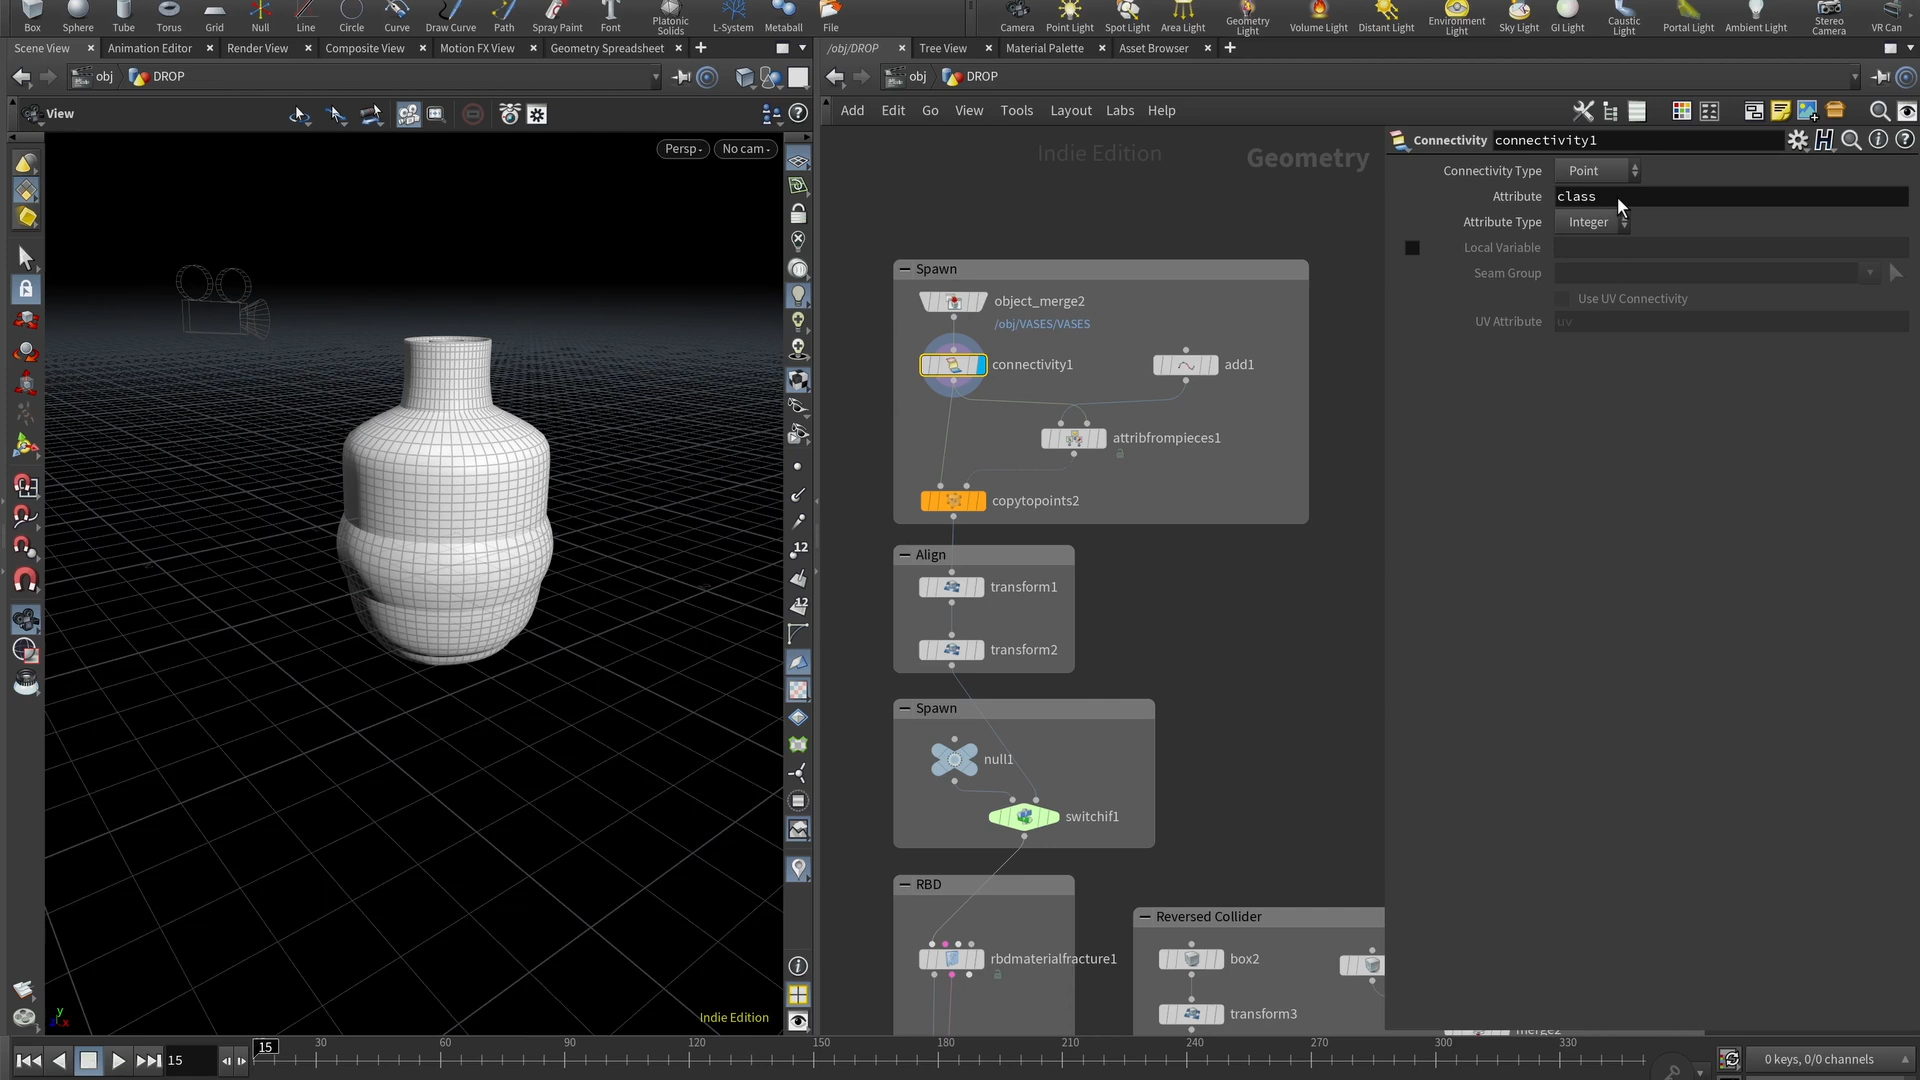 Box Sphere Tube Torus Grid Null Line Circle Curve Draw Curve Path Spray Paint Font Platonic Solids L-System Metaball File
Camera Point Light Spot Light Area Light Geometry Light Volume Light Distant Light Environment Light Sky Light GI Light Caustic Light Portal Light Ambient Light Stereo Camera VR Can
Scene View Animation Editor Render View Composite View Motion FX View Geometry Spreadsheet
/obj/DROP Tree View Material Palette Asset Browser
obj DROP
obj DROP
View
Persp No cam
12
12
Indie Edition
y
x
Add Edit Go View Tools Layout Labs Help
Indie Edition
Geometry
Spawn
object_merge2
/obj/VASES/VASES
connectivity1
add1
attribfrompieces1
copytopoints2
Align
transform1
transform2
Spawn
null1
switchif1
RBD
rbdmaterialfracture1
Reversed Collider
box2
transform3
Connectivity connectivity1
Connectivity Type Point
Attribute class
Attribute Type Integer
Local Variable
Seam Group
Use UV Connectivity
UV Attribute uv
15
15 30 60 90 120 150 180 210 240 270 300 330
0 keys, 0/0 channels